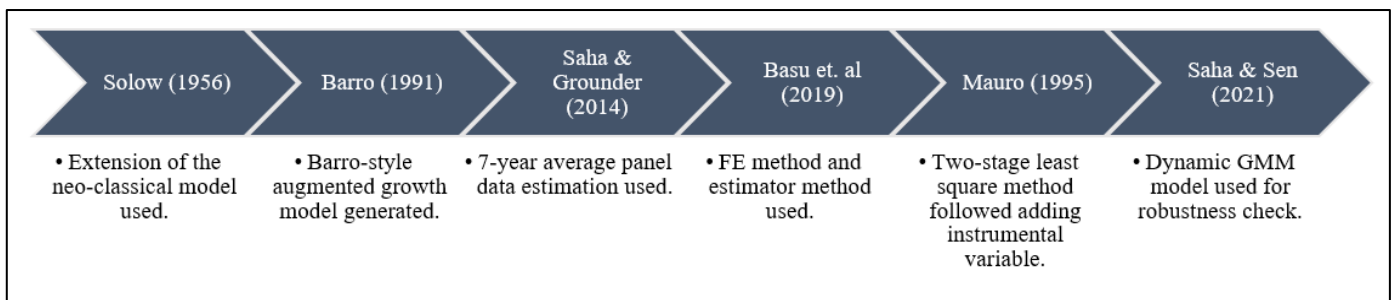 Solow (1956)
Barro (1991)
Saha &
Grounder
(2014)
Basu et. al
(2019)
Mauro (1995)
Saha & Sen
(2021)
• Extension of the
neo-classical model
used.
• Barro-style
augmented growth
model generated.
• 7-year average panel
data estimation used.
• FE method and
estimator method
used.
• Two-stage least
square method
followed adding
instrumental
variable.
• Dynamic GMM
model used for
robustness check.